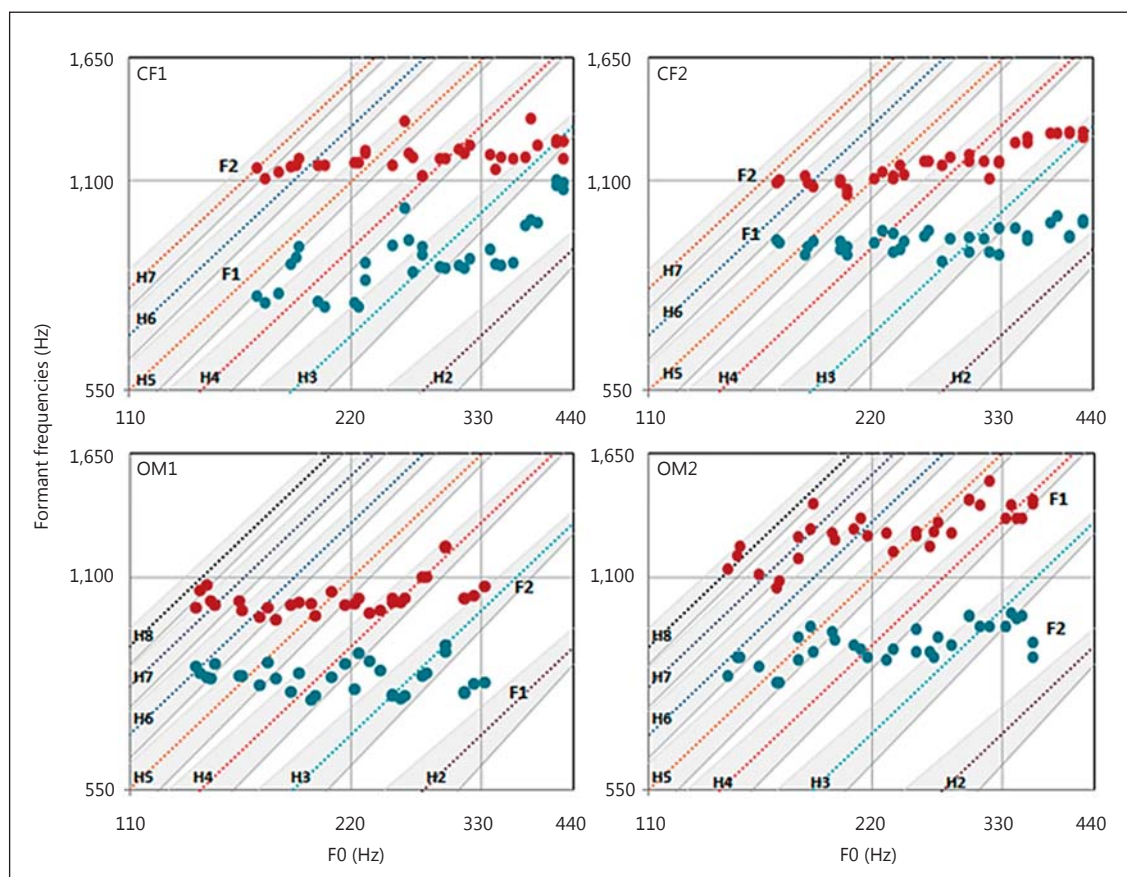 1,650
CF1
F2
1,100
F1
H7
H6
H5
H4
H3
H2
550
110
220
330
440
1,650
CF2
F2
1,100
F1
H7
H6
H5
H4
H3
H2
550
110
220
330
440
Formant frequencies (Hz)
1,650
OM1
1,100
F2
H8
H7
F1
H6
H5
H4
H3
H2
550
110
220
330
440
F0 (Hz)
1,650
OM2
F1
1,100
F2
H8
H7
H6
H5
H4
H3
H2
550
110
220
330
440
F0 (Hz)